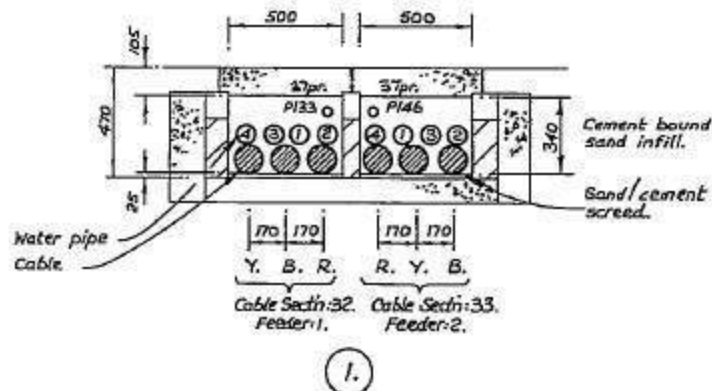 500 500
105
470
25
37pr. 37pr.
P133 P146
4 3 1 2 4 1 3 2
340
Cement bound
sand infill.
Sand/cement
screed.
Water pipe
Cable
170 170 170 170
Y. B. R. R. Y. B.
Cable Sect'n:32. Cable Sect'n:33.
Feeder:1. Feeder:2.
1.